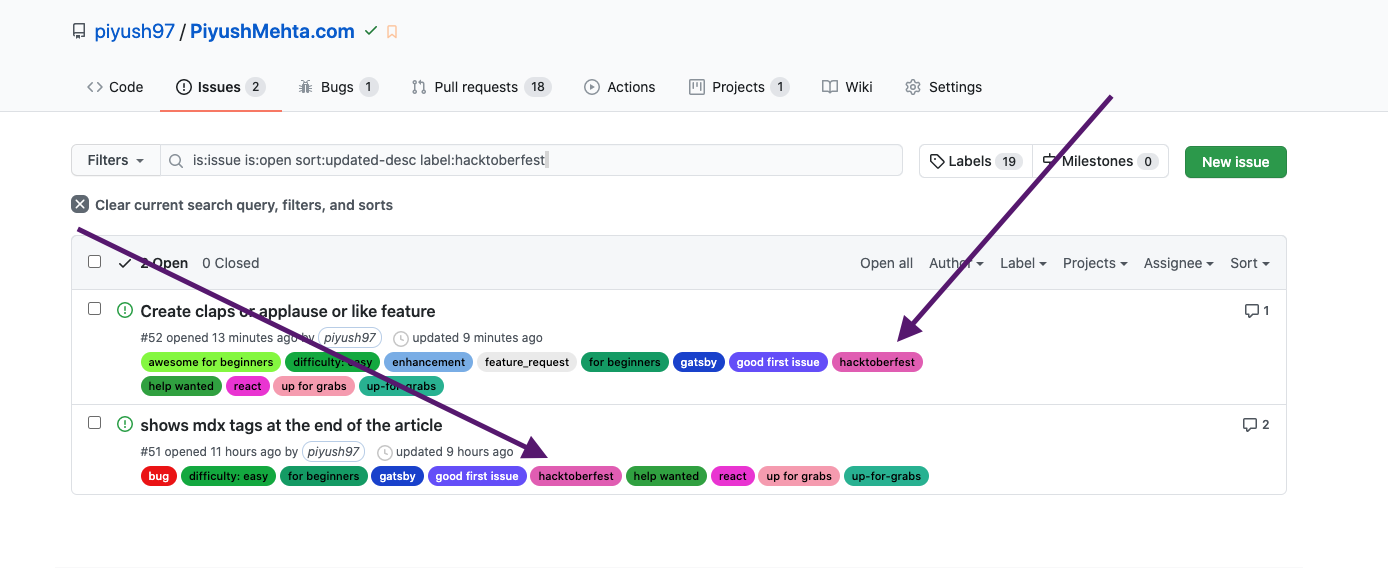 piyush97 / PiyushMehta.com
Code Issues 2 Bugs 1 Pull requests 18 Actions Projects 1 Wiki Settings
Filters is:issue is:open sort:updated-desc label:hacktoberfest Labels 19 Milestones 0 New issue
Clear current search query, filters, and sorts
2 Open 0 Closed Open all Author Label Projects Assignee Sort
Create claps or applause or like feature 1
#52 opened 13 minutes ago by piyush97 updated 9 minutes ago
awesome for beginners difficulty: easy enhancement feature_request for beginners gatsby good first issue hacktoberfest
help wanted react up for grabs up-for-grabs
shows mdx tags at the end of the article 2
#51 opened 11 hours ago by piyush97 updated 9 hours ago
bug difficulty: easy for beginners gatsby good first issue hacktoberfest help wanted react up for grabs up-for-grabs